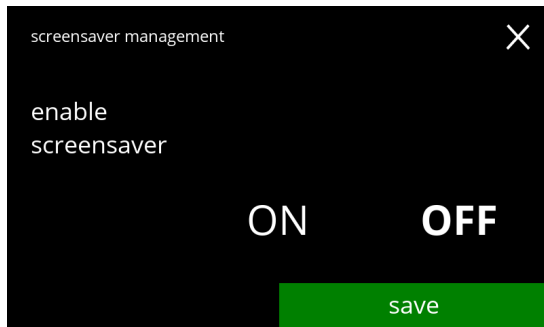 screensaver management
enable
screensaver
ON OFF
save